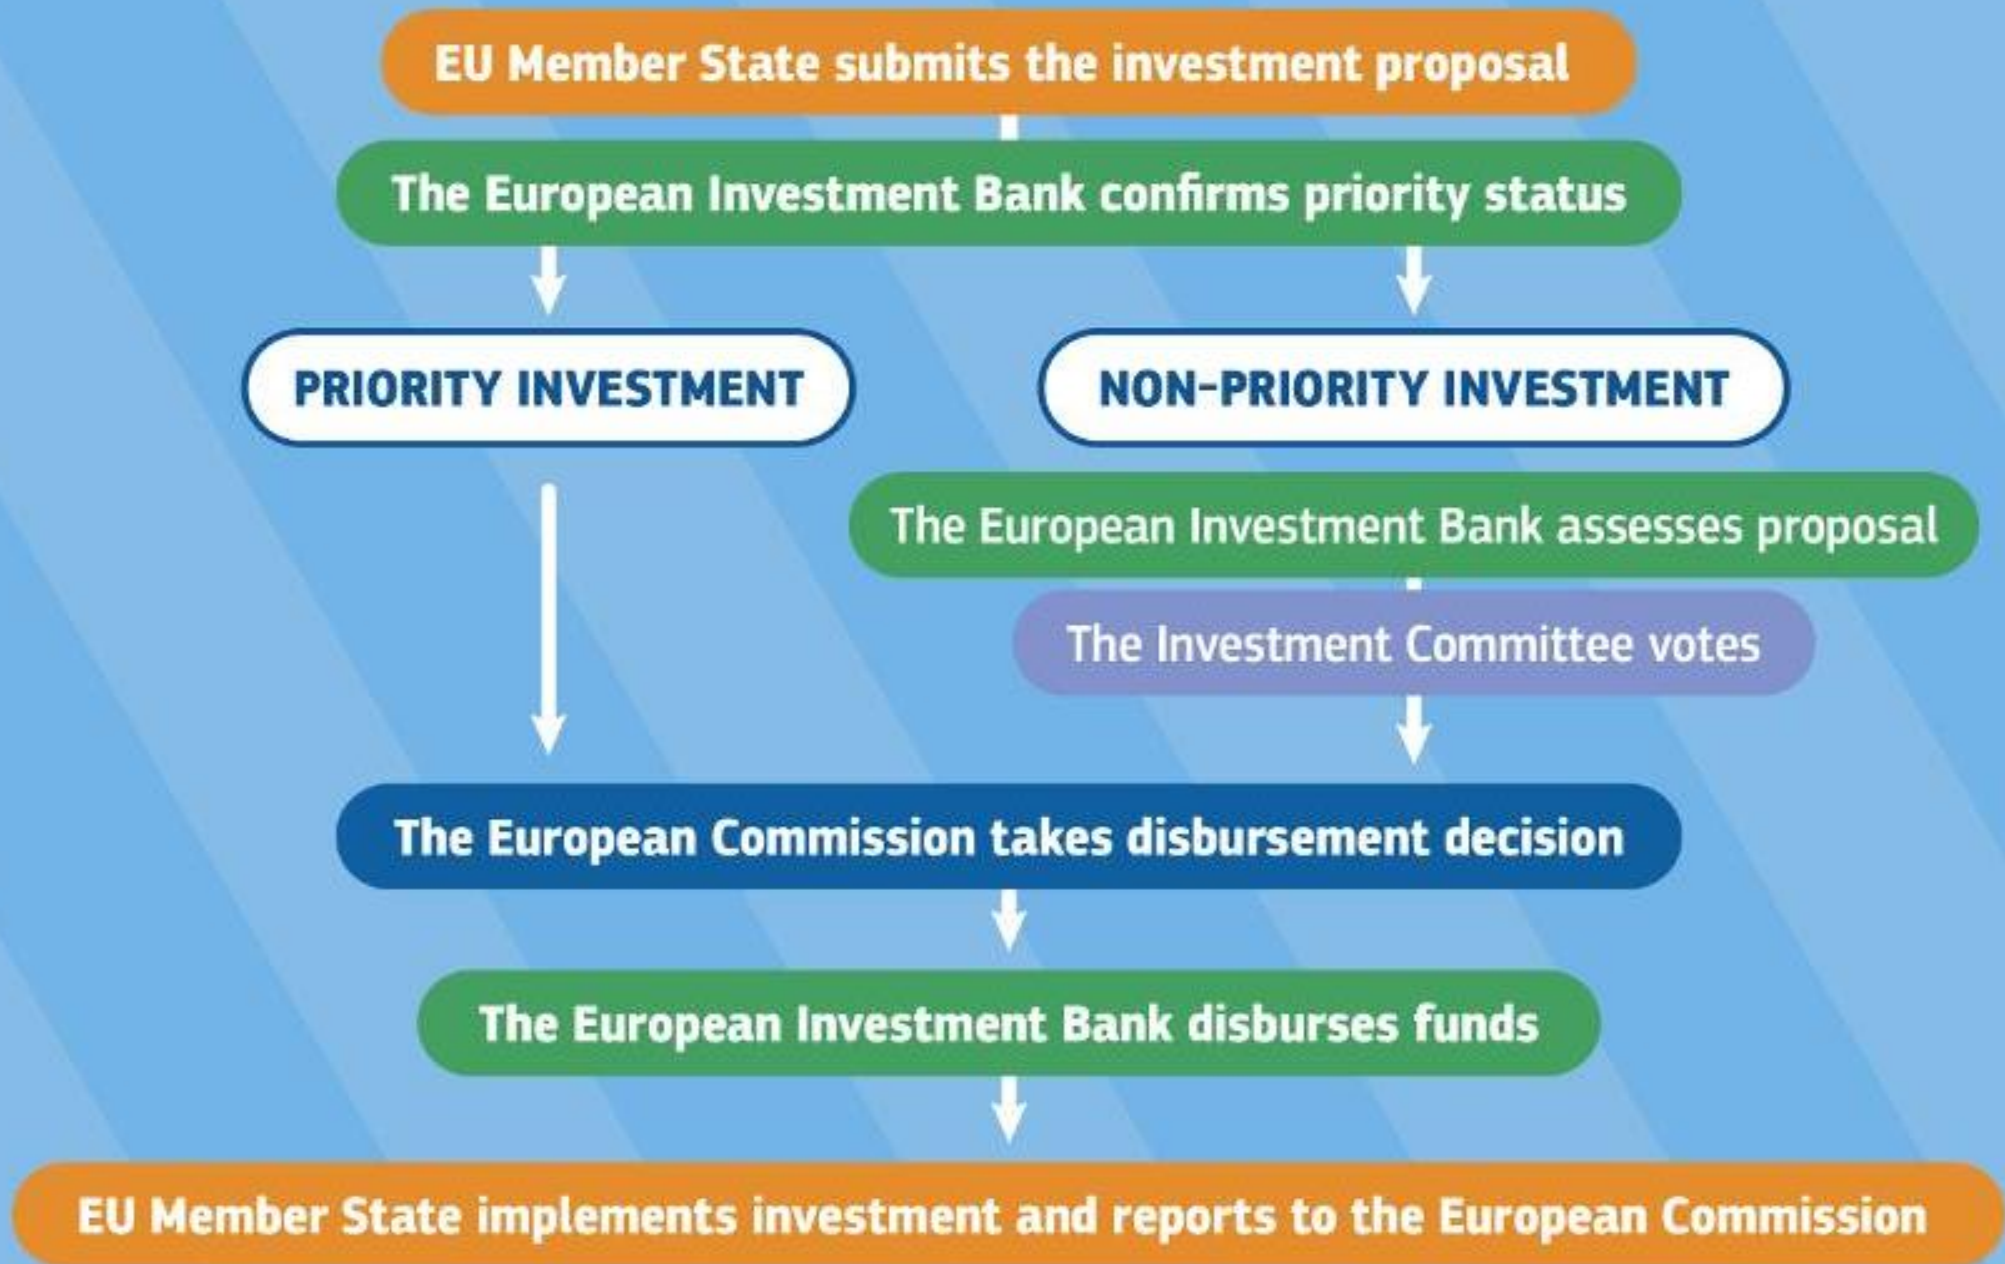 EU Member State submits the investment proposal
The European Investment Bank confirms priority status
PRIORITY INVESTMENT
NON-PRIORITY INVESTMENT
The European Investment Bank assesses proposal
The Investment Committee votes
The European Commission takes disbursement decision
The European Investment Bank disburses funds
EU Member State implements investment and reports to the European Commission